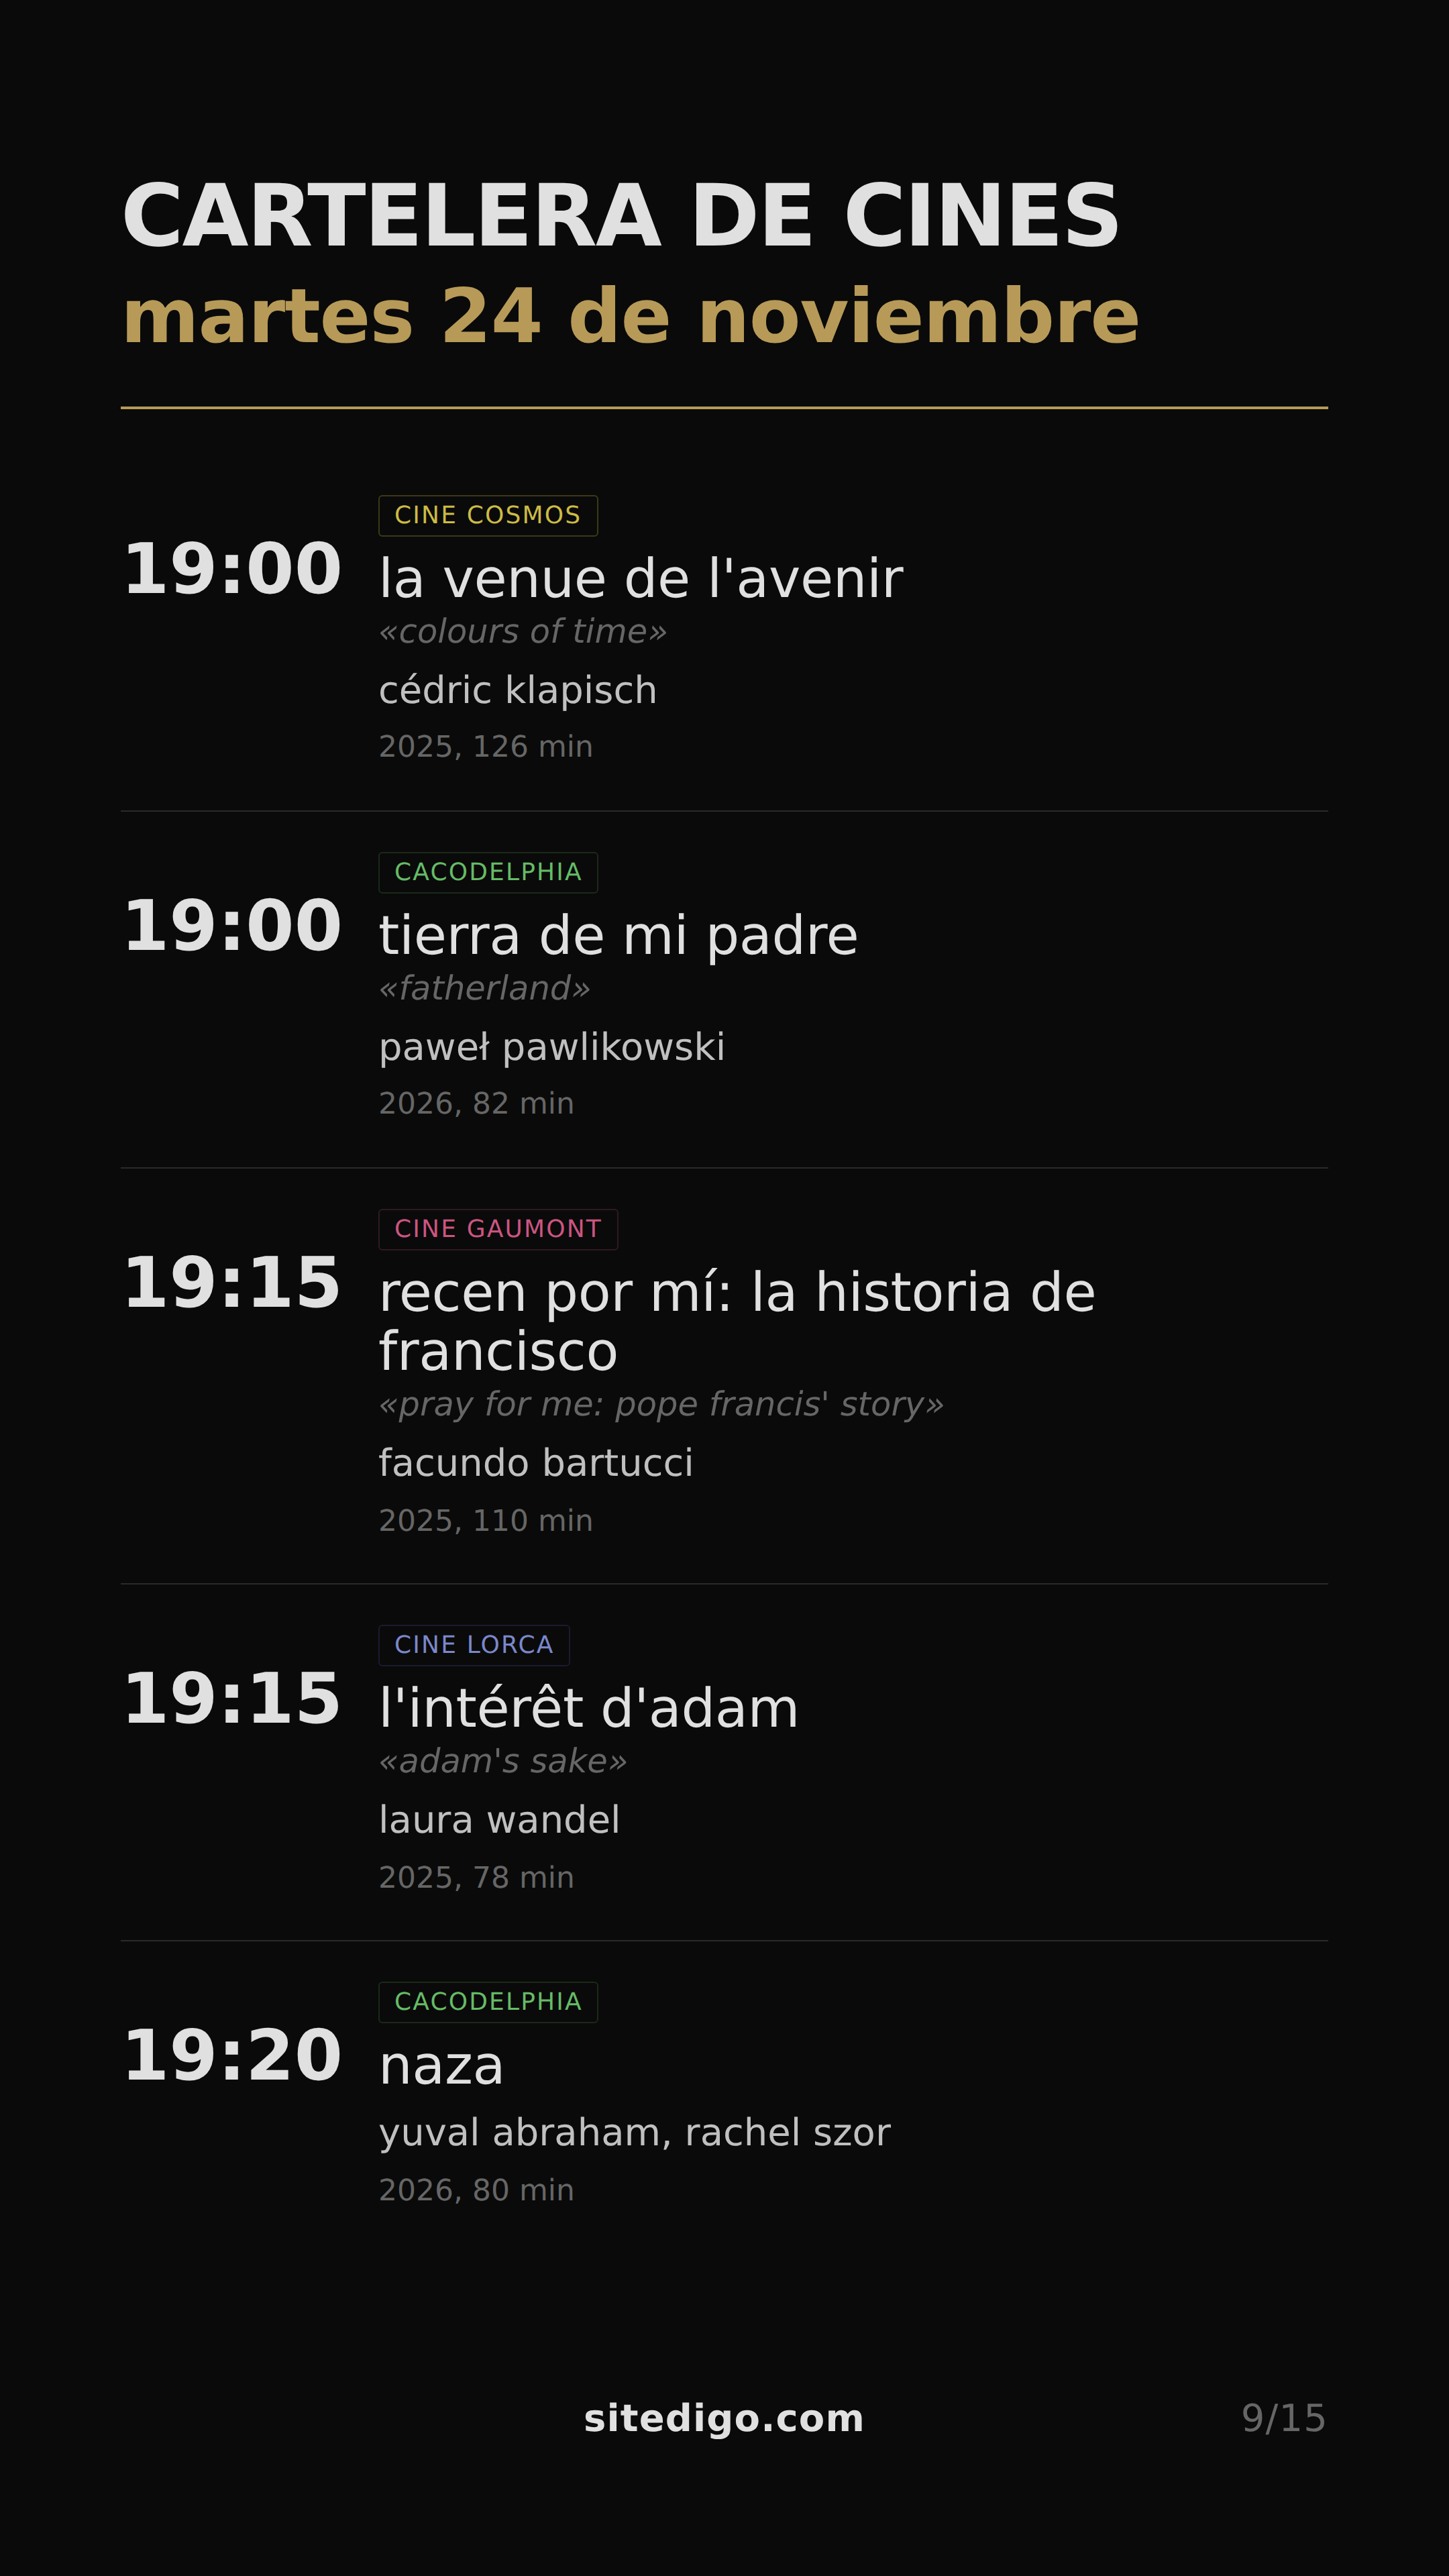 CARTELERA DE CINES
martes 24 de noviembre
CINE COSMOS
19:00
la venue de l'avenir
«colours of time»
cédric klapisch
2025, 126 min
CACODELPHIA
19:00
tierra de mi padre
«fatherland»
paweł pawlikowski
2026, 82 min
CINE GAUMONT
19:15
recen por mí: la historia de
francisco
«pray for me: pope francis' story»
facundo bartucci
2025, 110 min
CINE LORCA
19:15
l'intérêt d'adam
«adam's sake»
laura wandel
2025, 78 min
CACODELPHIA
19:20
naza
yuval abraham, rachel szor
2026, 80 min
sitedigo.com
9/15